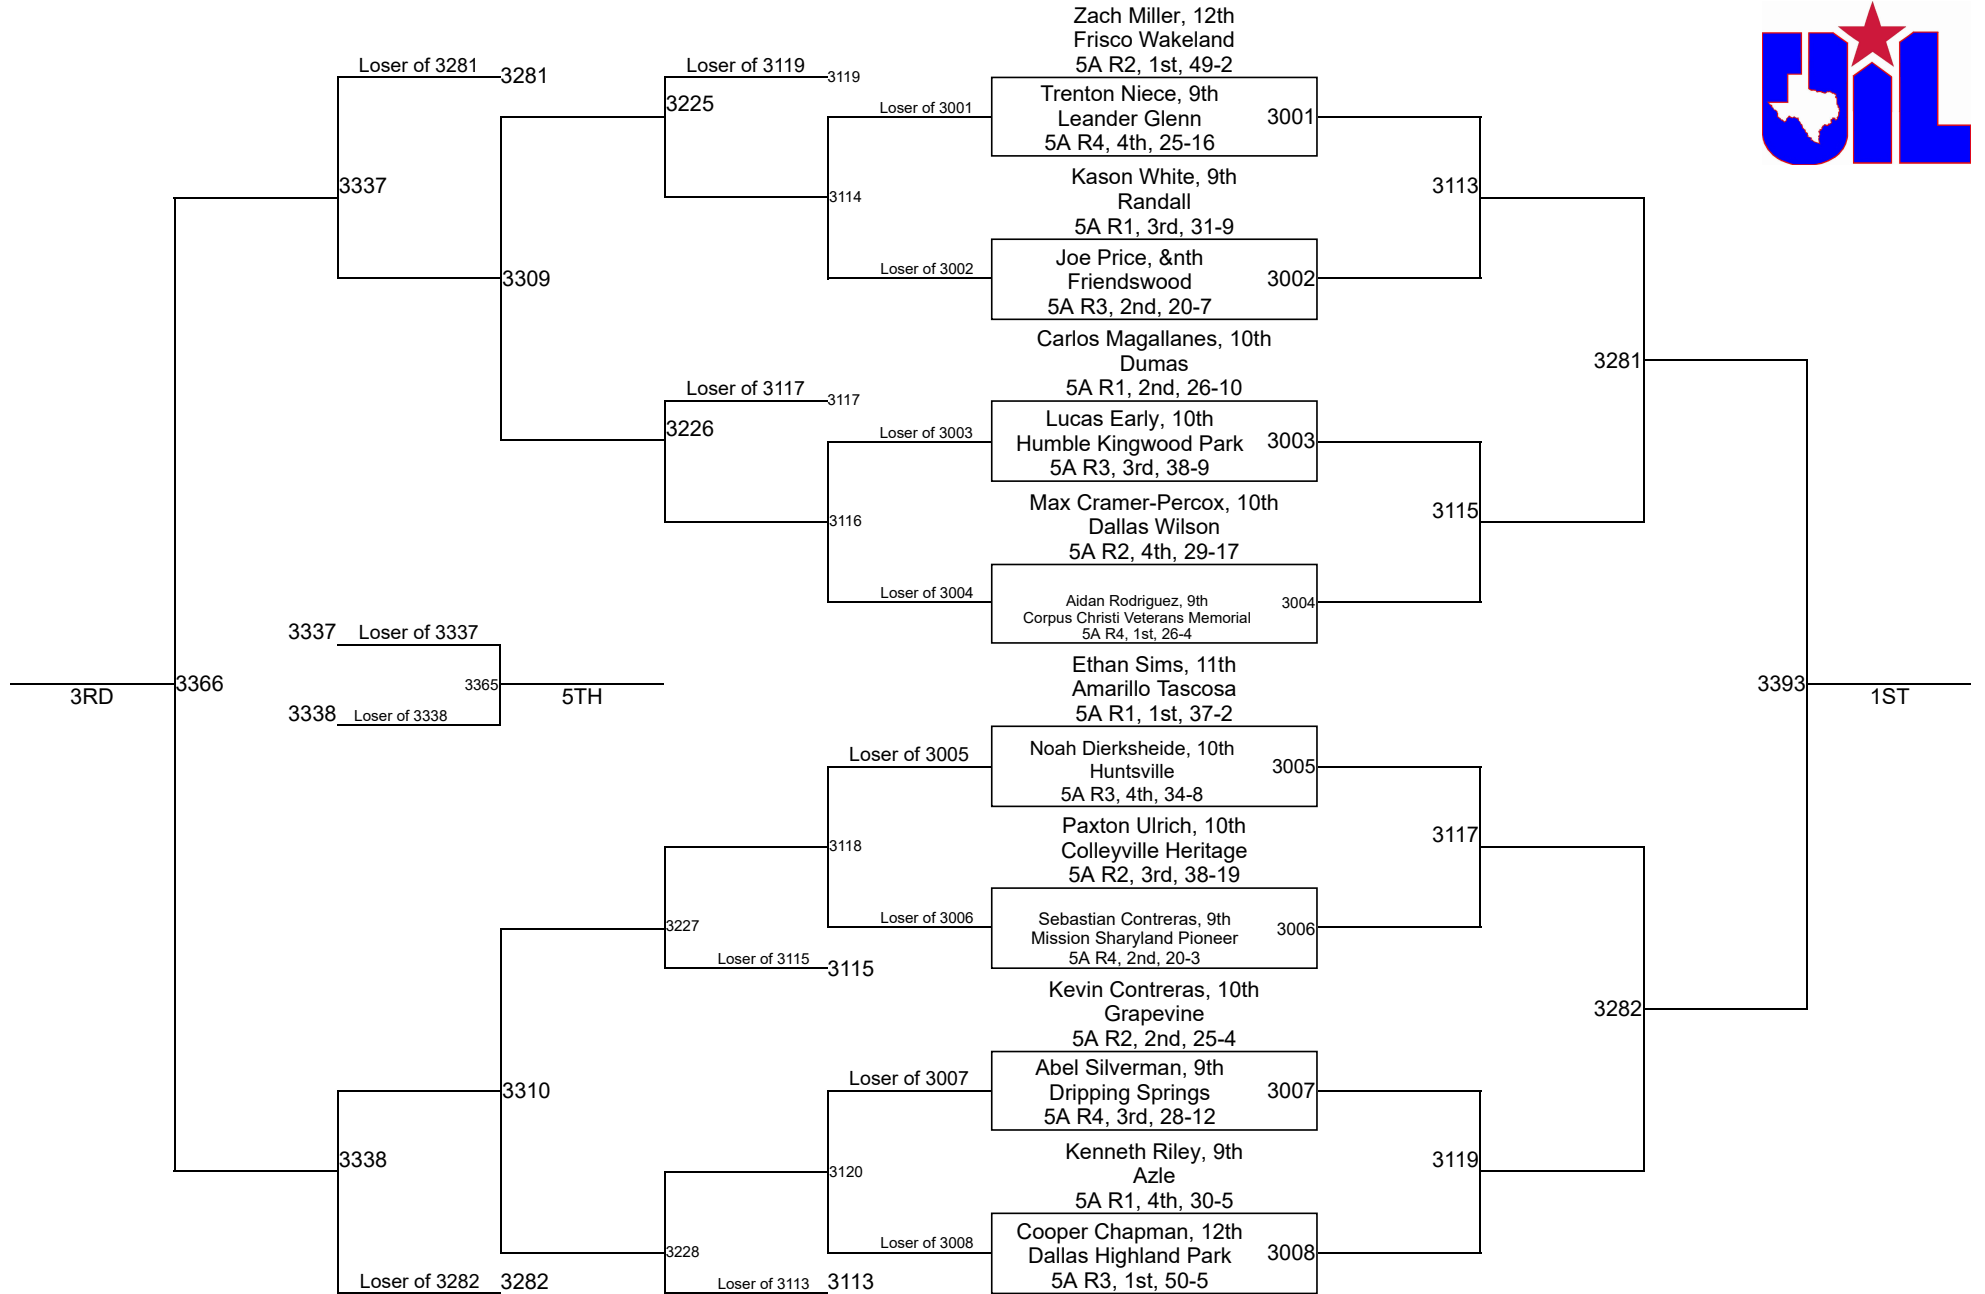 Zach Miller, 12th
Frisco Wakeland
5A R2, 1st, 49-2
Loser of 3281
3281
Loser of 3119
3119
3225
Loser of 3001
Trenton Niece, 9th
Leander Glenn
5A R4, 4th, 25-16
3001
3337
3114
Kason White, 9th
Randall
5A R1, 3rd, 31-9
3113
3309
Loser of 3002
Joe Price, &nth
Friendswood
5A R3, 2nd, 20-7
3002
Carlos Magallanes, 10th
Dumas
5A R1, 2nd, 26-10
3281
Loser of 3117
3117
3226
Loser of 3003
Lucas Early, 10th
Humble Kingwood Park
5A R3, 3rd, 38-9
3003
3116
Max Cramer-Percox, 10th
Dallas Wilson
5A R2, 4th, 29-17
3115
Loser of 3004
Aidan Rodriguez, 9th
Corpus Christi Veterans Memorial
5A R4, 1st, 26-4
3004
3337
Loser of 3337
3RD
3366
3365
5TH
3338
Loser of 3338
Ethan Sims, 11th
Amarillo Tascosa
5A R1, 1st, 37-2
3393
1ST
Loser of 3005
Noah Dierksheide, 10th
Huntsville
5A R3, 4th, 34-8
3005
3118
Paxton Ulrich, 10th
Colleyville Heritage
5A R2, 3rd, 38-19
3117
3227
Loser of 3006
Sebastian Contreras, 9th
Mission Sharyland Pioneer
5A R4, 2nd, 20-3
3006
Loser of 3115
3115
Kevin Contreras, 10th
Grapevine
5A R2, 2nd, 25-4
3282
3310
Loser of 3007
Abel Silverman, 9th
Dripping Springs
5A R4, 3rd, 28-12
3007
3338
3120
Kenneth Riley, 9th
Azle
5A R1, 4th, 30-5
3119
3228
Loser of 3008
Cooper Chapman, 12th
Dallas Highland Park
5A R3, 1st, 50-5
3008
Loser of 3282
3282
Loser of 3113
3113
UIL